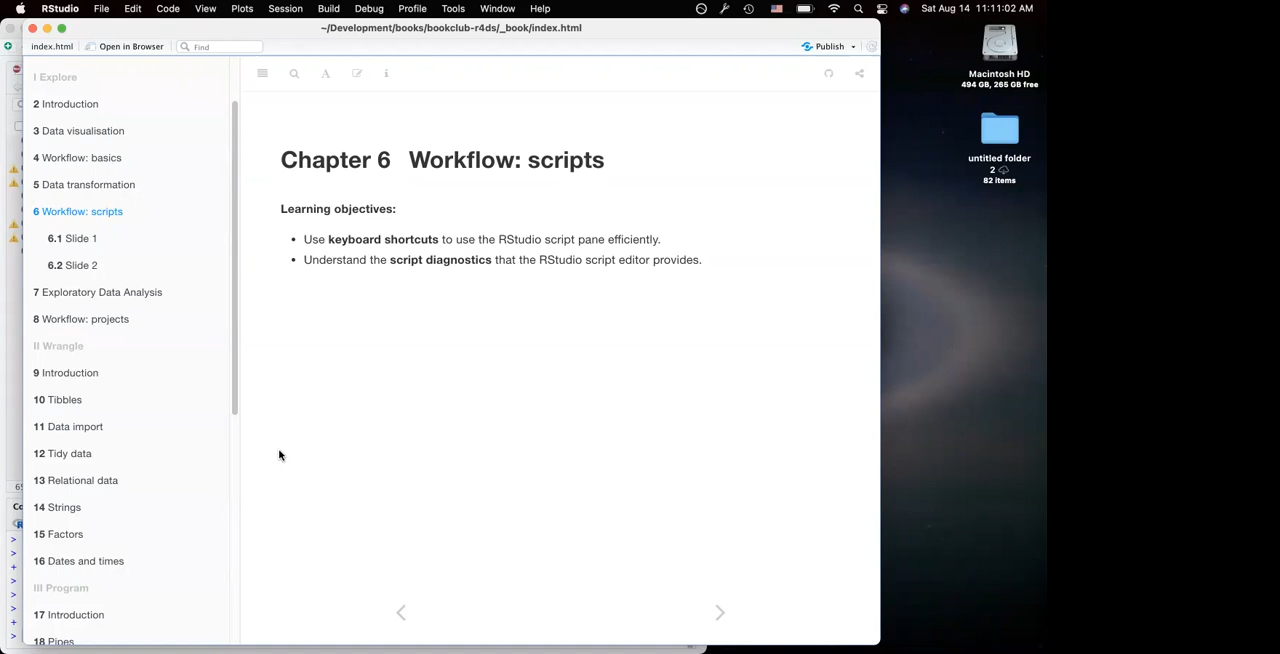 RStudio File Edit Code View Plots Session Build Debug Profile Tools Window Help Sat Aug 14 11:11:02 AM
~/Development/books/bookclub-r4ds/_book/index.html
index.html Open in Browser Find Publish
I Explore
2 Introduction
3 Data visualisation
4 Workflow: basics
5 Data transformation
6 Workflow: scripts
6.1 Slide 1
6.2 Slide 2
7 Exploratory Data Analysis
8 Workflow: projects
II Wrangle
9 Introduction
10 Tibbles
11 Data import
12 Tidy data
13 Relational data
14 Strings
15 Factors
16 Dates and times
III Program
17 Introduction
18 Pipes
Chapter 6 Workflow: scripts
Learning objectives:
• Use keyboard shortcuts to use the RStudio script pane efficiently.
• Understand the script diagnostics that the RStudio script editor provides.
Macintosh HD
494 GB, 265 GB free
untitled folder
2
82 items
>
>
+
>
>
>
+
>